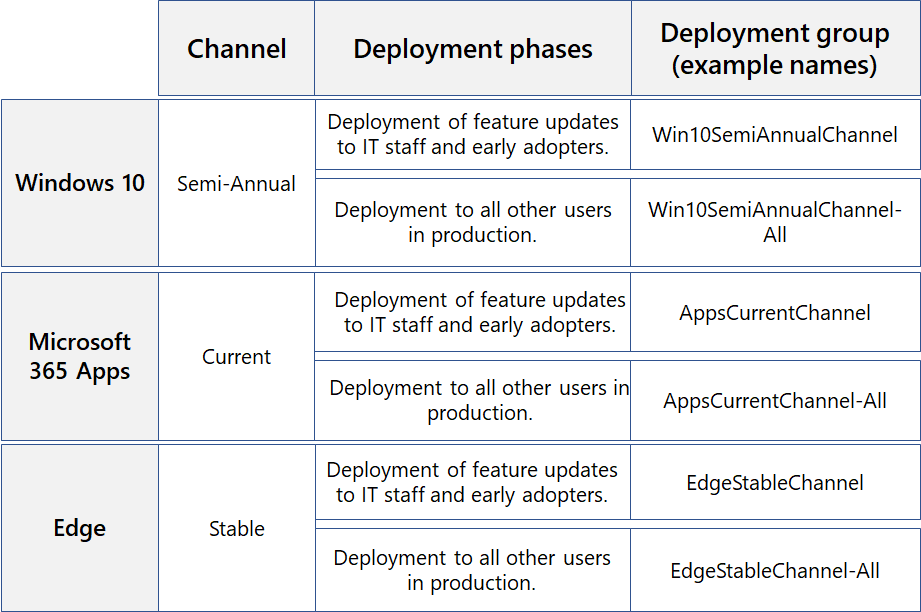 Channel
Deployment phases
Deployment group
(example names)
Windows 10
Semi-Annual
Deployment of feature updates
to IT staff and early adopters.
Win10SemiAnnualChannel
Deployment to all other users
in production.
Win10SemiAnnualChannel-
All
Microsoft
365 Apps
Current
Deployment of feature updates
to IT staff and early adopters.
AppsCurrentChannel
Deployment to all other users in
production.
AppsCurrentChannel-All
Edge
Stable
Deployment of feature updates
to IT staff and early adopters.
EdgeStableChannel
Deployment to all other users
in production.
EdgeStableChannel-All